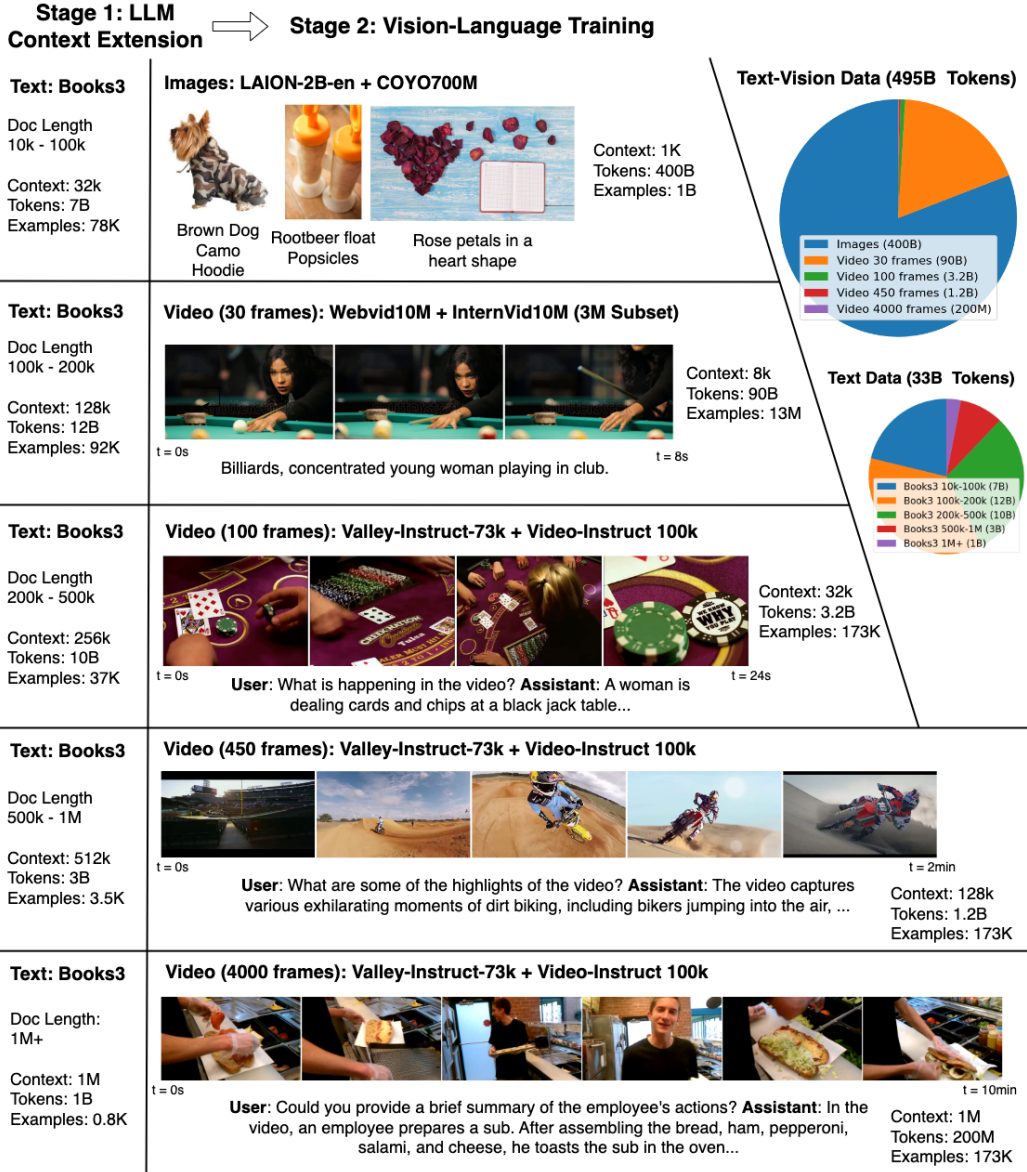 Stage 1: LLM
Context Extension
Stage 2: Vision-Language Training
Text: Books3
Doc Length
10k - 100k
Context: 32k
Tokens: 7B
Examples: 78K
Images: LAION-2B-en + COYO700M
Brown Dog
Camo
Hoodie
Rootbeer float
Popsicles
Rose petals in a
heart shape
Context: 1K
Tokens: 400B
Examples: 1B
Text-Vision Data (495B Tokens)
Images (400B)
Video 30 frames (90B)
Video 100 frames (3.2B)
Video 450 frames (1.2B)
Video 4000 frames (200M)
Text: Books3
Doc Length
100k - 200k
Context: 128k
Tokens: 12B
Examples: 92K
Video (30 frames): Webvid10M + InternVid10M (3M Subset)
t = 0s
t = 8s
Billiards, concentrated young woman playing in club.
Context: 8k
Tokens: 90B
Examples: 13M
Text Data (33B Tokens)
Books3 10k-100k (7B)
Books3 100k-200k (12B)
Book3 200k-500k (10B)
Books3 500k-1M (3B)
Books3 1M+ (1B)
Text: Books3
Doc Length
200k - 500k
Context: 256k
Tokens: 10B
Examples: 37K
Video (100 frames): Valley-Instruct-73k + Video-Instruct 100k
CREEK NATION
Tulsa
WE KNOW
WHY
YOU PLAY
t = 0s
t = 24s
User: What is happening in the video? Assistant: A woman is
dealing cards and chips at a black jack table...
Context: 32k
Tokens: 3.2B
Examples: 173K
Text: Books3
Doc Length
500k - 1M
Context: 512k
Tokens: 3B
Examples: 3.5K
Video (450 frames): Valley-Instruct-73k + Video-Instruct 100k
t = 0s
t = 2min
User: What are some of the highlights of the video? Assistant: The video captures
various exhilarating moments of dirt biking, including bikers jumping into the air, ...
Context: 128k
Tokens: 1.2B
Examples: 173K
Text: Books3
Doc Length:
1M+
Context: 1M
Tokens: 1B
Examples: 0.8K
Video (4000 frames): Valley-Instruct-73k + Video-Instruct 100k
t = 0s
t = 10min
User: Could you provide a brief summary of the employee's actions? Assistant: In the
video, an employee prepares a sub. After assembling the bread, ham, pepperoni,
salami, and cheese, he toasts the sub in the oven...
Context: 1M
Tokens: 200M
Examples: 173K